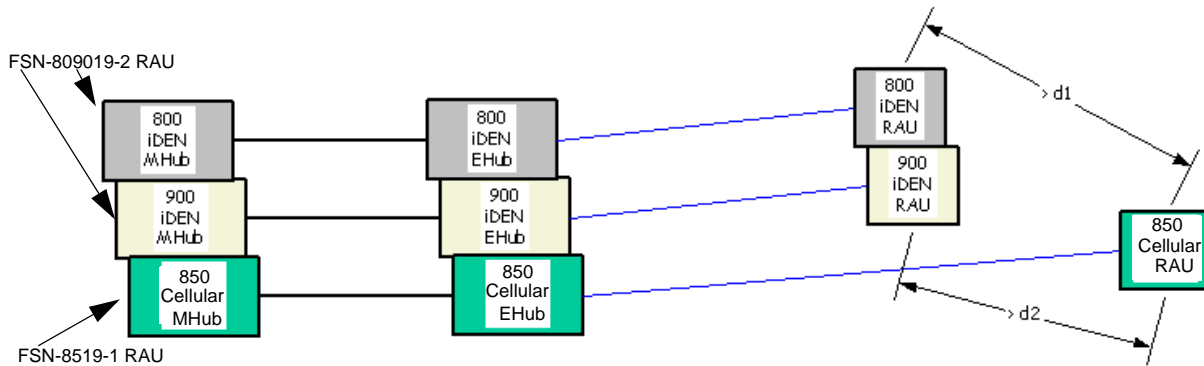 FSN-809019-2 RAU
800
iDEN
MHub
800
iDEN
EHub
800
iDEN
RAU
> d1
900
iDEN
MHub
900
iDEN
EHub
900
iDEN
RAU
850
Cellular
MHub
850
Cellular
EHub
850
Cellular
RAU
> d2
FSN-8519-1 RAU